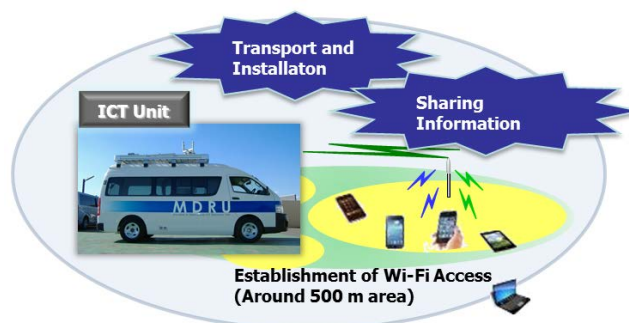 Transport and
Installaton
Sharing
Information
ICT Unit
MDRU
Establishment of Wi-Fi Access
(Around 500 m area)